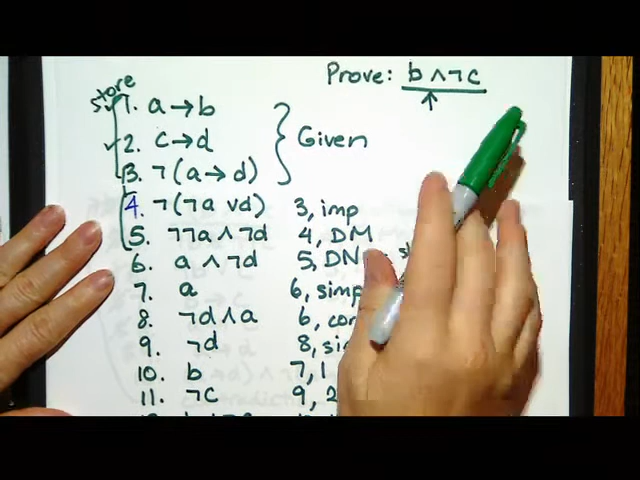 Prove: b ∧ ¬ c
store
1. a → b
2. c → d
3. ¬ (a → d)
Given
4. ¬(¬a ∨ d) 3, imp
5. ¬¬a ∧ ¬d 4, DM
6. a ∧ ¬d 5, DN
7. a 6, simp
8. ¬d ∧ a 6, com
9. ¬d 8,
10. b 7, 1
11. ¬c 9, 2